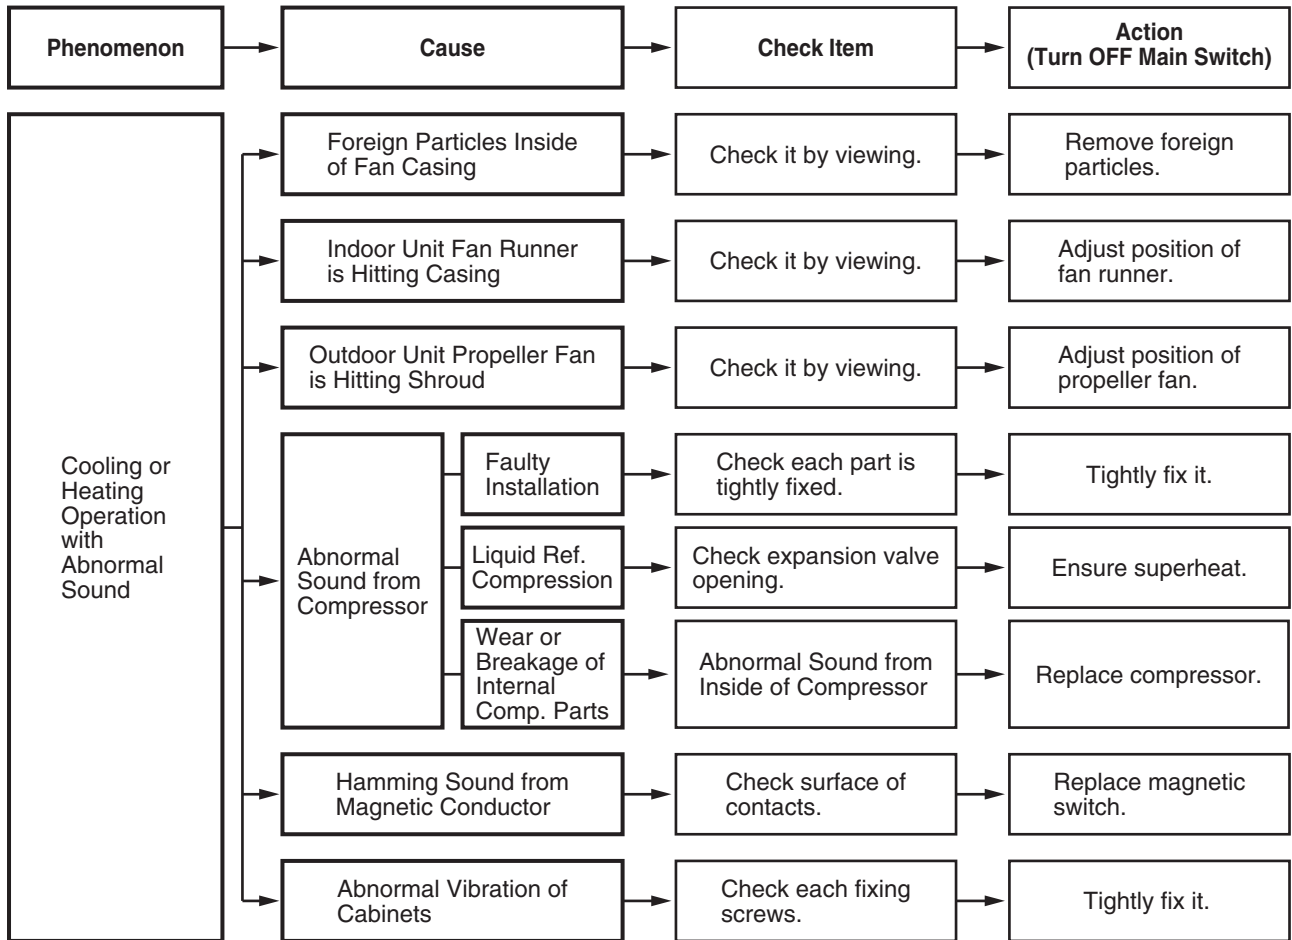 Phenomenon
Cause
Check Item
Action
(Turn OFF Main Switch)
Cooling or
Heating
Operation
with
Abnormal
Sound
Foreign Particles Inside
of Fan Casing
Check it by viewing.
Remove foreign
particles.
Indoor Unit Fan Runner
is Hitting Casing
Check it by viewing.
Adjust position of
fan runner.
Outdoor Unit Propeller Fan
is Hitting Shroud
Check it by viewing.
Adjust position of
propeller fan.
Abnormal
Sound from
Compressor
Faulty
Installation
Check each part is
tightly fixed.
Tightly fix it.
Liquid Ref.
Compression
Check expansion valve
opening.
Ensure superheat.
Wear or
Breakage of
Internal
Comp. Parts
Abnormal Sound from
Inside of Compressor
Replace compressor.
Hamming Sound from
Magnetic Conductor
Check surface of
contacts.
Replace magnetic
switch.
Abnormal Vibration of
Cabinets
Check each fixing
screws.
Tightly fix it.